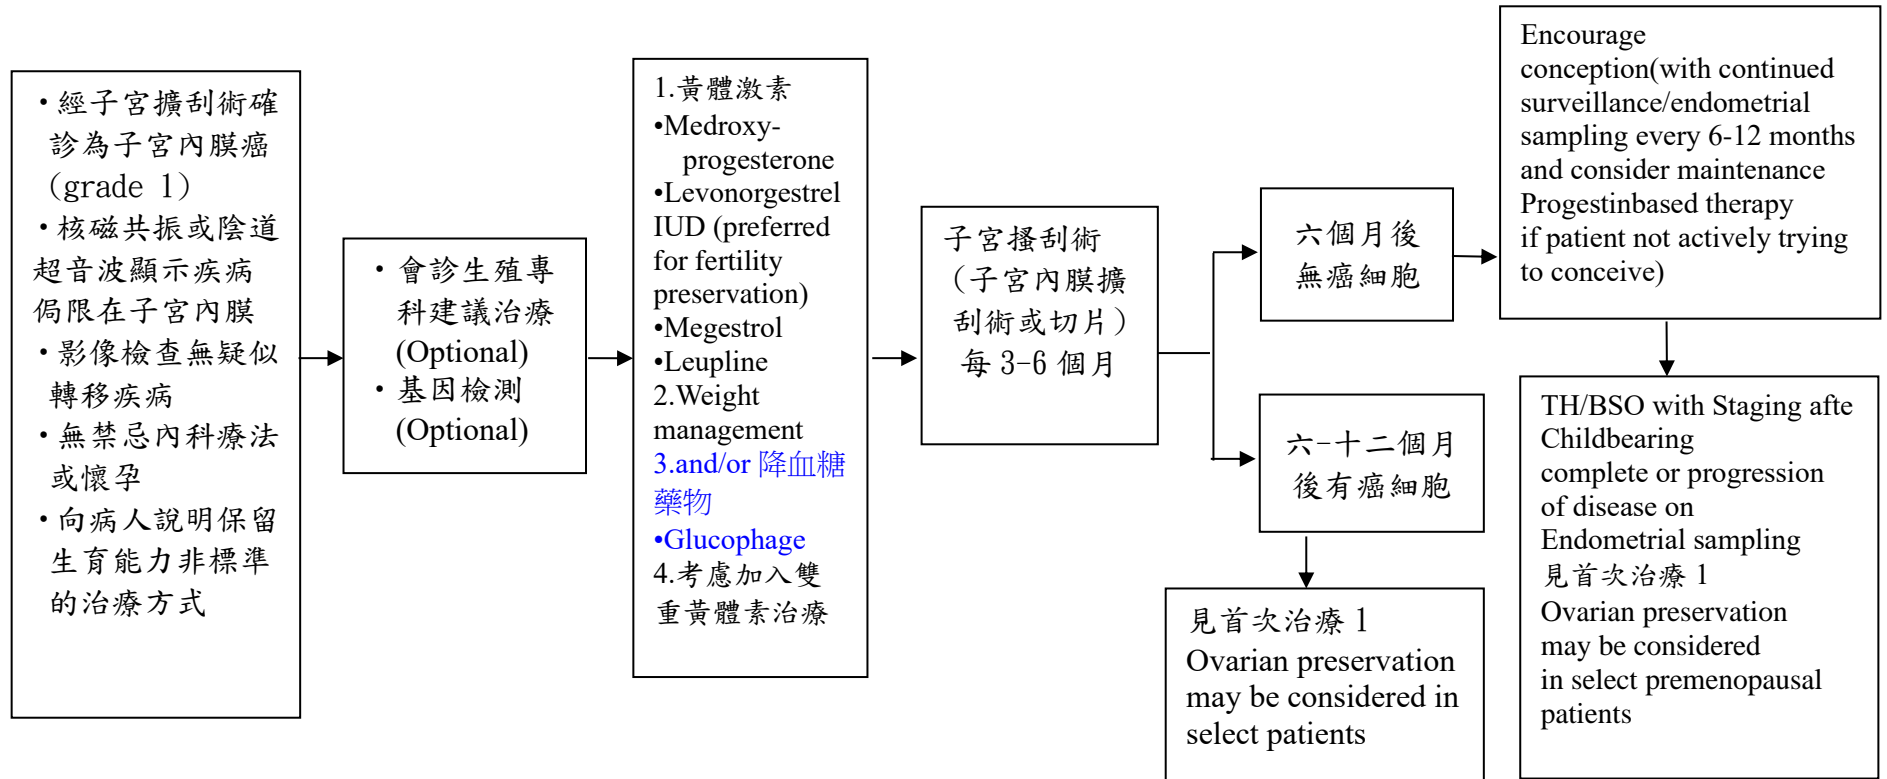 ・經子宮擴刮術確
診為子宮內膜癌
(grade 1)
・核磁共振或陰道
超音波顯示疾病
侷限在子宮內膜
・影像檢查無疑似
轉移疾病
・無禁忌內科療法
或懷孕
・向病人說明保留
生育能力非標準
的治療方式
・會診生殖專
科建議治療
(Optional)
・基因檢測
(Optional)
1.黃體激素
•Medroxy-
progesterone
•Levonorgestrel
IUD (preferred
for fertility
preservation)
•Megestrol
•Leupline
2.Weight
management
3.and/or 降血糖
藥物
•Glucophage
4.考慮加入雙
重黃體素治療
子宮搔刮術
(子宮內膜擴
刮術或切片)
每 3-6 個月
六個月後
無癌細胞
Encourage
conception(with continued
surveillance/endometrial
sampling every 6-12 months
and consider maintenance
Progestinbased therapy
if patient not actively trying
to conceive)
TH/BSO with Staging afte
Childbearing
complete or progression
of disease on
Endometrial sampling
見首次治療 1
Ovarian preservation
may be considered
in select premenopausal
patients
六-十二個月
後有癌細胞
見首次治療 1
Ovarian preservation
may be considered in
select patients